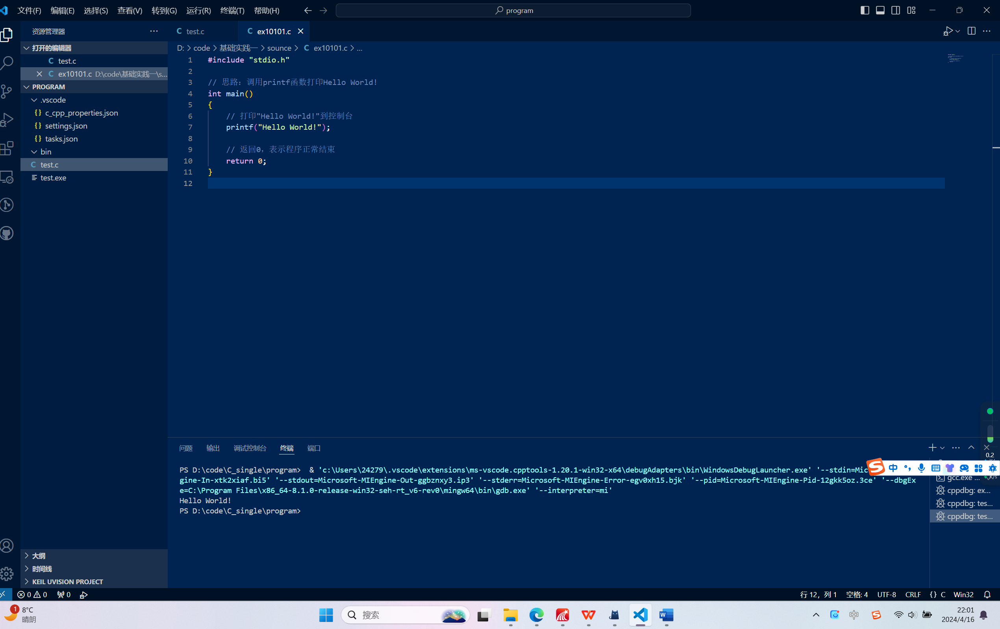 文件(F) 编辑(E) 选择(S) 查看(V) 转到(G) 运行(R) 终端(T) 帮助(H) program
资源管理器
test.c ex10101.c
打开的编辑器
test.c
ex10101.c D:\code\基础实践一\s...
PROGRAM
.vscode
c_cpp_properties.json
settings.json
tasks.json
bin
test.c
test.exe
大纲
时间线
KEIL UVISION PROJECT
D: > code > 基础实践一 > sounce > C ex10101.c > ...
1 #include "stdio.h"
2
3 // 思路：调用printf函数打印Hello World!
4 int main()
5 {
6 // 打印"Hello World!"到控制台
7 printf("Hello World!");
8
9 // 返回0，表示程序正常结束
10 return 0;
11 }
12
问题 输出 调试控制台 终端 端口
PS D:\code\C_single\program>  & 'c:\Users\24279\.vscode\extensions\ms-vscode.cpptools-1.20.1-win32-x64\debugAdapters\bin\WindowsDebugLauncher.exe' '--stdin=Mic
gine-In-xtk2xiaf.bi5' '--stdout=Microsoft-MIEngine-Out-ggbznxy3.ip3' '--stderr=Microsoft-MIEngine-Error-egv0xh15.bjk' '--pid=Microsoft-MIEngine-Pid-12gkk5oz.3ce' '--dbgEx
e=C:\Program Files\x86_64-8.1.0-release-win32-seh-rt_v6-rev0\mingw64\bin\gdb.exe' '--interpreter=mi'
Hello World!
PS D:\code\C_single\program>
0.2
中
gcc.exe ...
cppdbg: ex...
cppdbg: tes...
cppdbg: tes...
0 0 0
行 12，列 1 空格: 4 UTF-8 CRLF {} C Win32
1 8°C
晴朗
搜索
中
22:01
2024/4/16